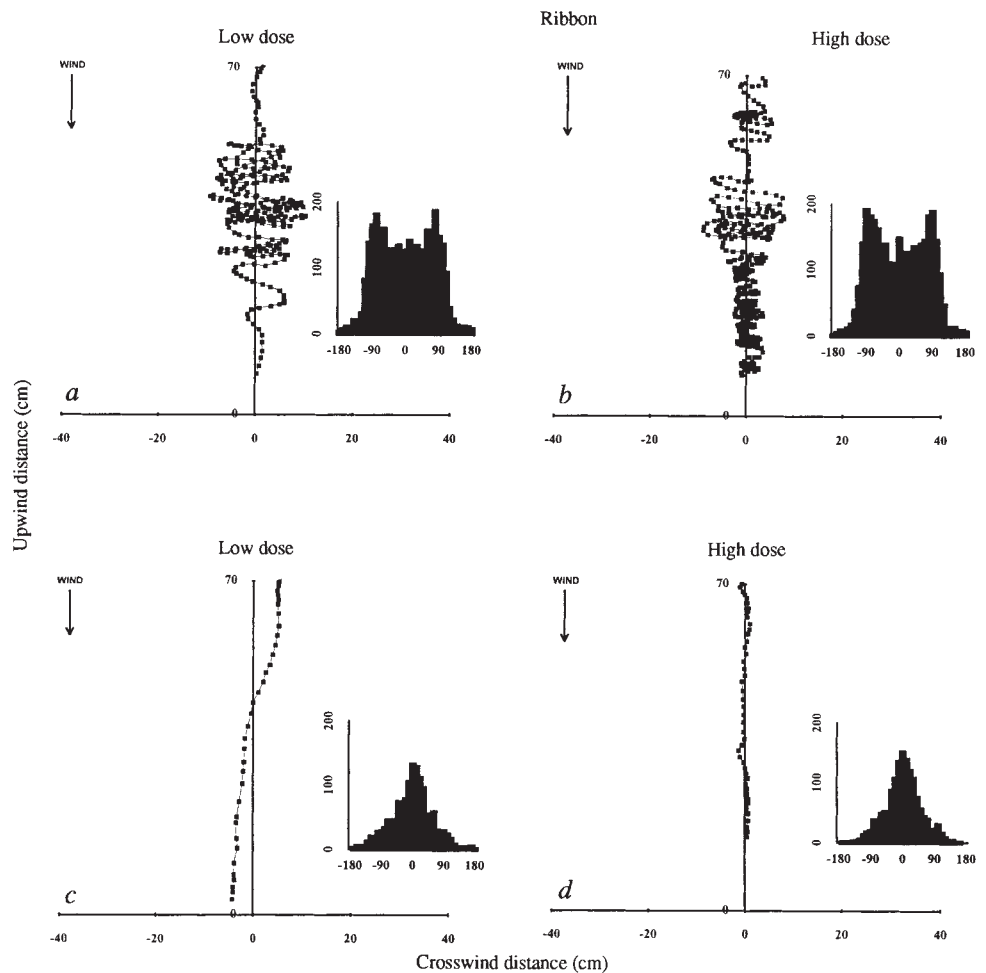 Ribbon
Low dose
High dose
WIND
70
200
100
0
-180 -90 0 90 180
a
0
-40 -20 0 20 40
WIND
70
200
100
0
-180 -90 0 90 180
b
0
-40 -20 0 20 40
Upwind distance (cm)
Low dose
High dose
WIND
70
200
100
0
-180 -90 0 90 180
c
0
-40 -20 0 20 40
WIND
70
200
100
0
-180 -90 0 90 180
d
0
-40 -20 0 20 40
Crosswind distance (cm)